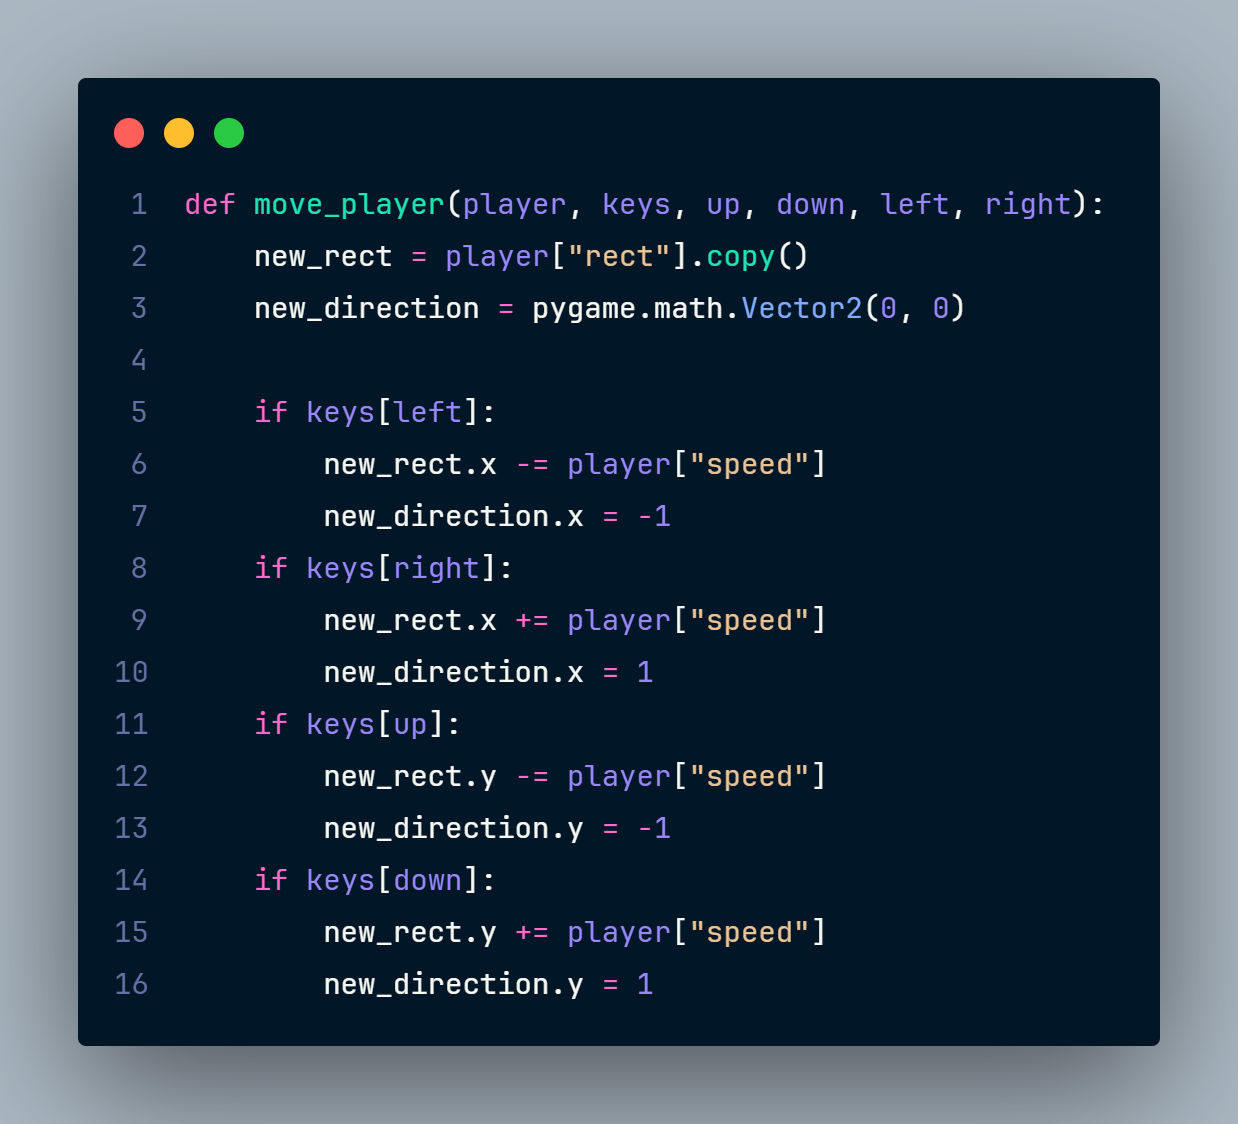 1 def move_player(player, keys, up, down, left, right):
2     new_rect = player["rect"].copy()
3     new_direction = pygame.math.Vector2(0, 0)
4
5     if keys[left]:
6         new_rect.x -= player["speed"]
7         new_direction.x = -1
8     if keys[right]:
9         new_rect.x += player["speed"]
10         new_direction.x = 1
11     if keys[up]:
12         new_rect.y -= player["speed"]
13         new_direction.y = -1
14     if keys[down]:
15         new_rect.y += player["speed"]
16         new_direction.y = 1